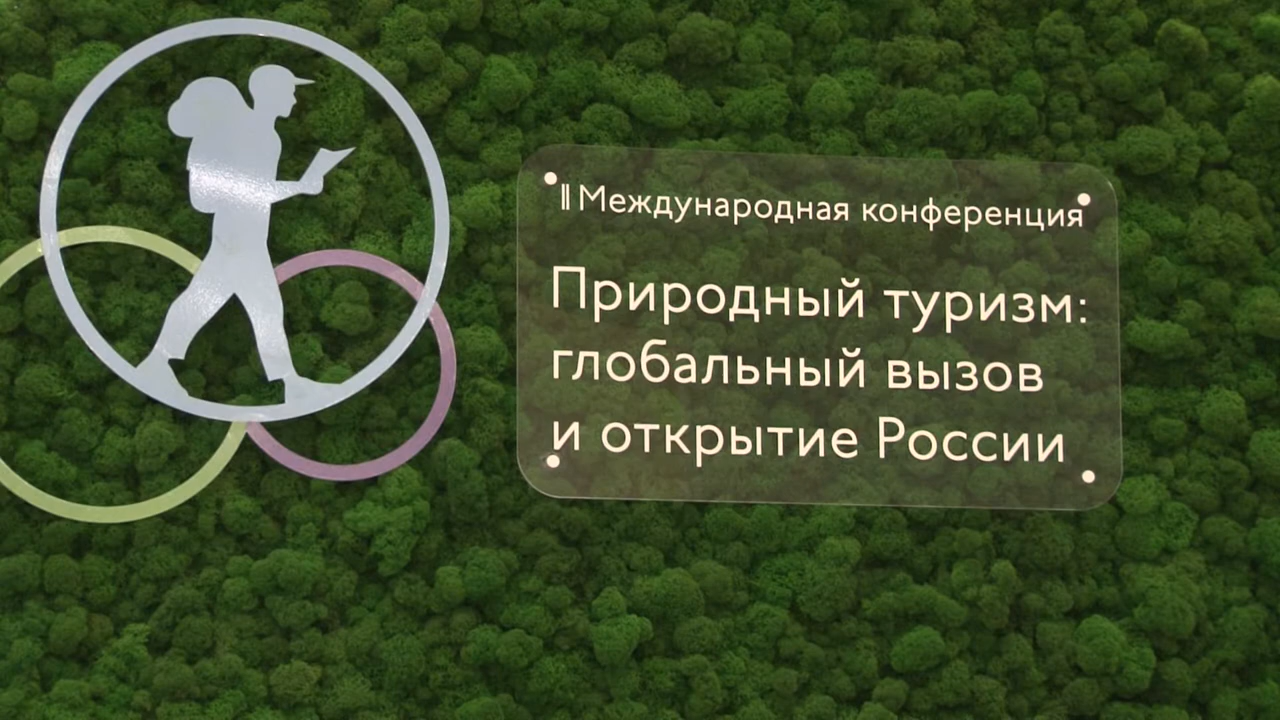 II Международная конференция
Природный туризм:
глобальный вызов
и открытие России